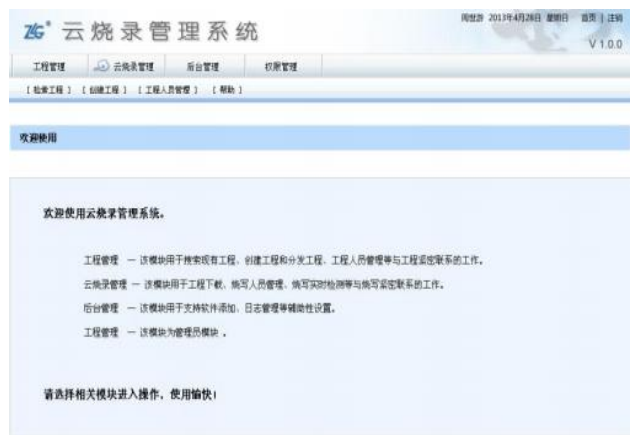 ZLG® 云烧录管理系统
周世游 2013年4月28日 星期日 首页 | 注销
V 1.0.0
工程管理 云烧录管理 后台管理 权限管理
[ 检索工程 ] [ 创建工程 ] [ 工程人员管理 ] [ 帮助 ]
欢迎使用
欢迎使用云烧录管理系统。
工程管理 — 该模块用于搜索现有工程、创建工程和分发工程、工程人员管理等与工程紧密联系的工作。
云烧录管理 — 该模块用于工程下载、烧写人员管理、烧写实时检测等与烧写紧密联系的工作。
后台管理 — 该模块用于支持软件添加、日志管理等辅助性设置。
工程管理 — 该模块为管理员模块 。
请选择相关模块进入操作，使用愉快！